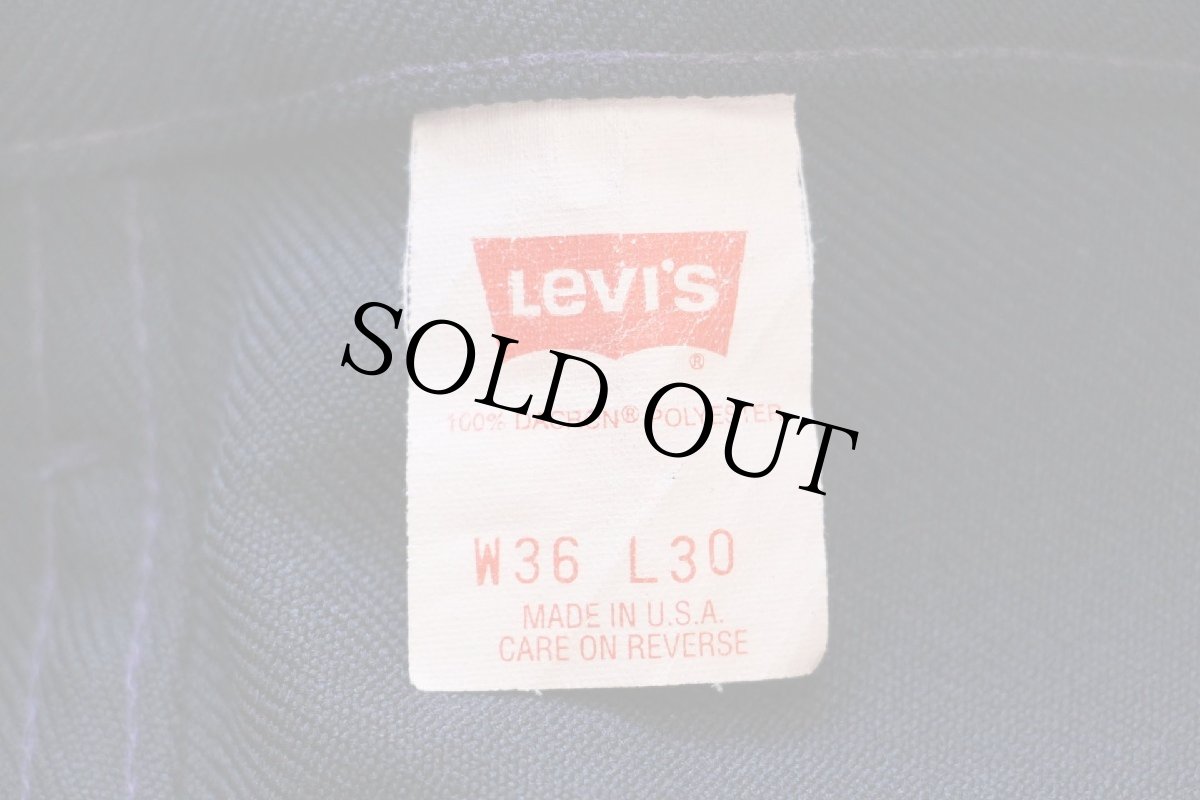 Levi's
®
SOLD OUT
100% DACRON® POLYESTER
W36 L30
MADE IN U.S.A.
CARE ON REVERSE